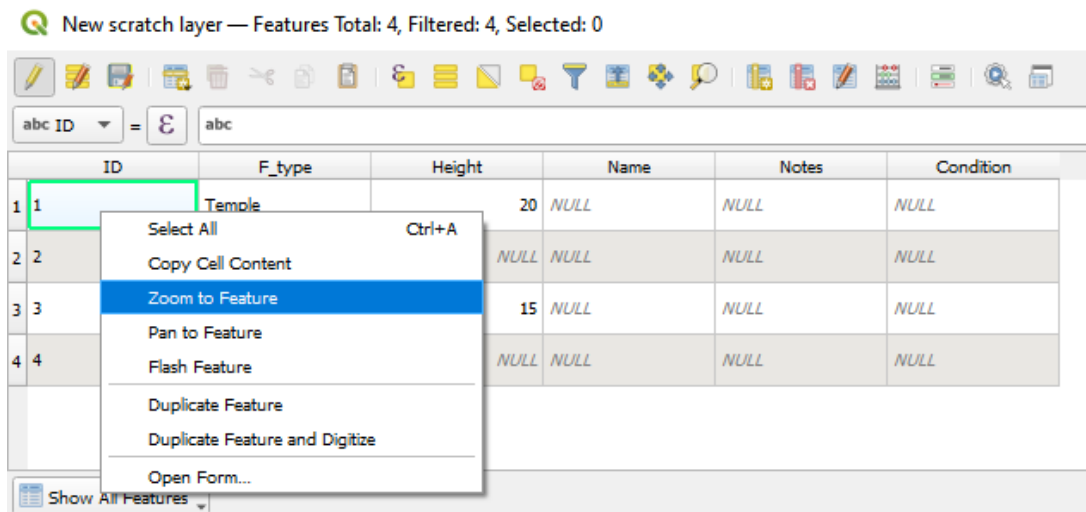 New scratch layer — Features Total: 4, Filtered: 4, Selected: 0
abc ID = ε abc
ID F_type Height Name Notes Condition
1 1 Temple 20 NULL NULL NULL
Select All Ctrl+A
2 2 NULL NULL NULL NULL
Copy Cell Content
Zoom to Feature
3 3 15 NULL NULL NULL
Pan to Feature
4 4 NULL NULL NULL NULL
Flash Feature
Duplicate Feature
Duplicate Feature and Digitize
Open Form...
Show All Features